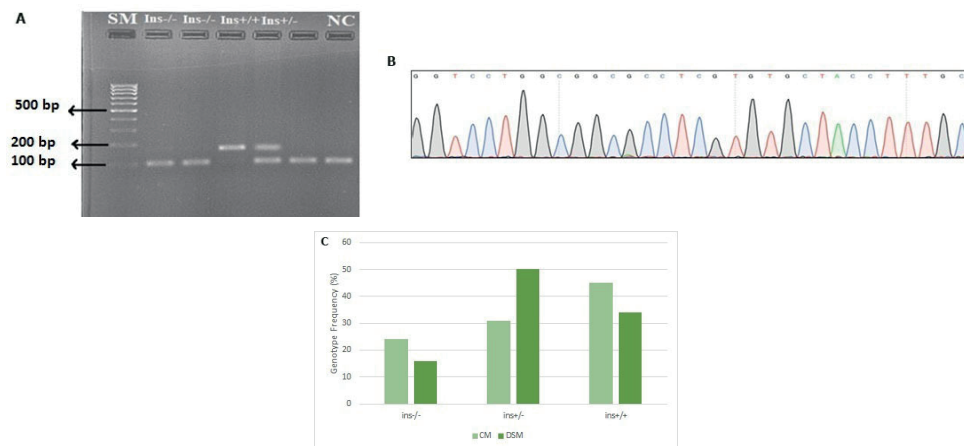 A
SM Ins-/- Ins-/- Ins+/+ Ins+/- NC
500 bp
200 bp
100 bp
B
G G T C C T G G C G G C G C C T C G T G T G C T A C C T T T G C
C
Genotype Frequency (%)
60
50
40
30
20
10
0
ins-/- ins+/- ins+/+
CM DSM